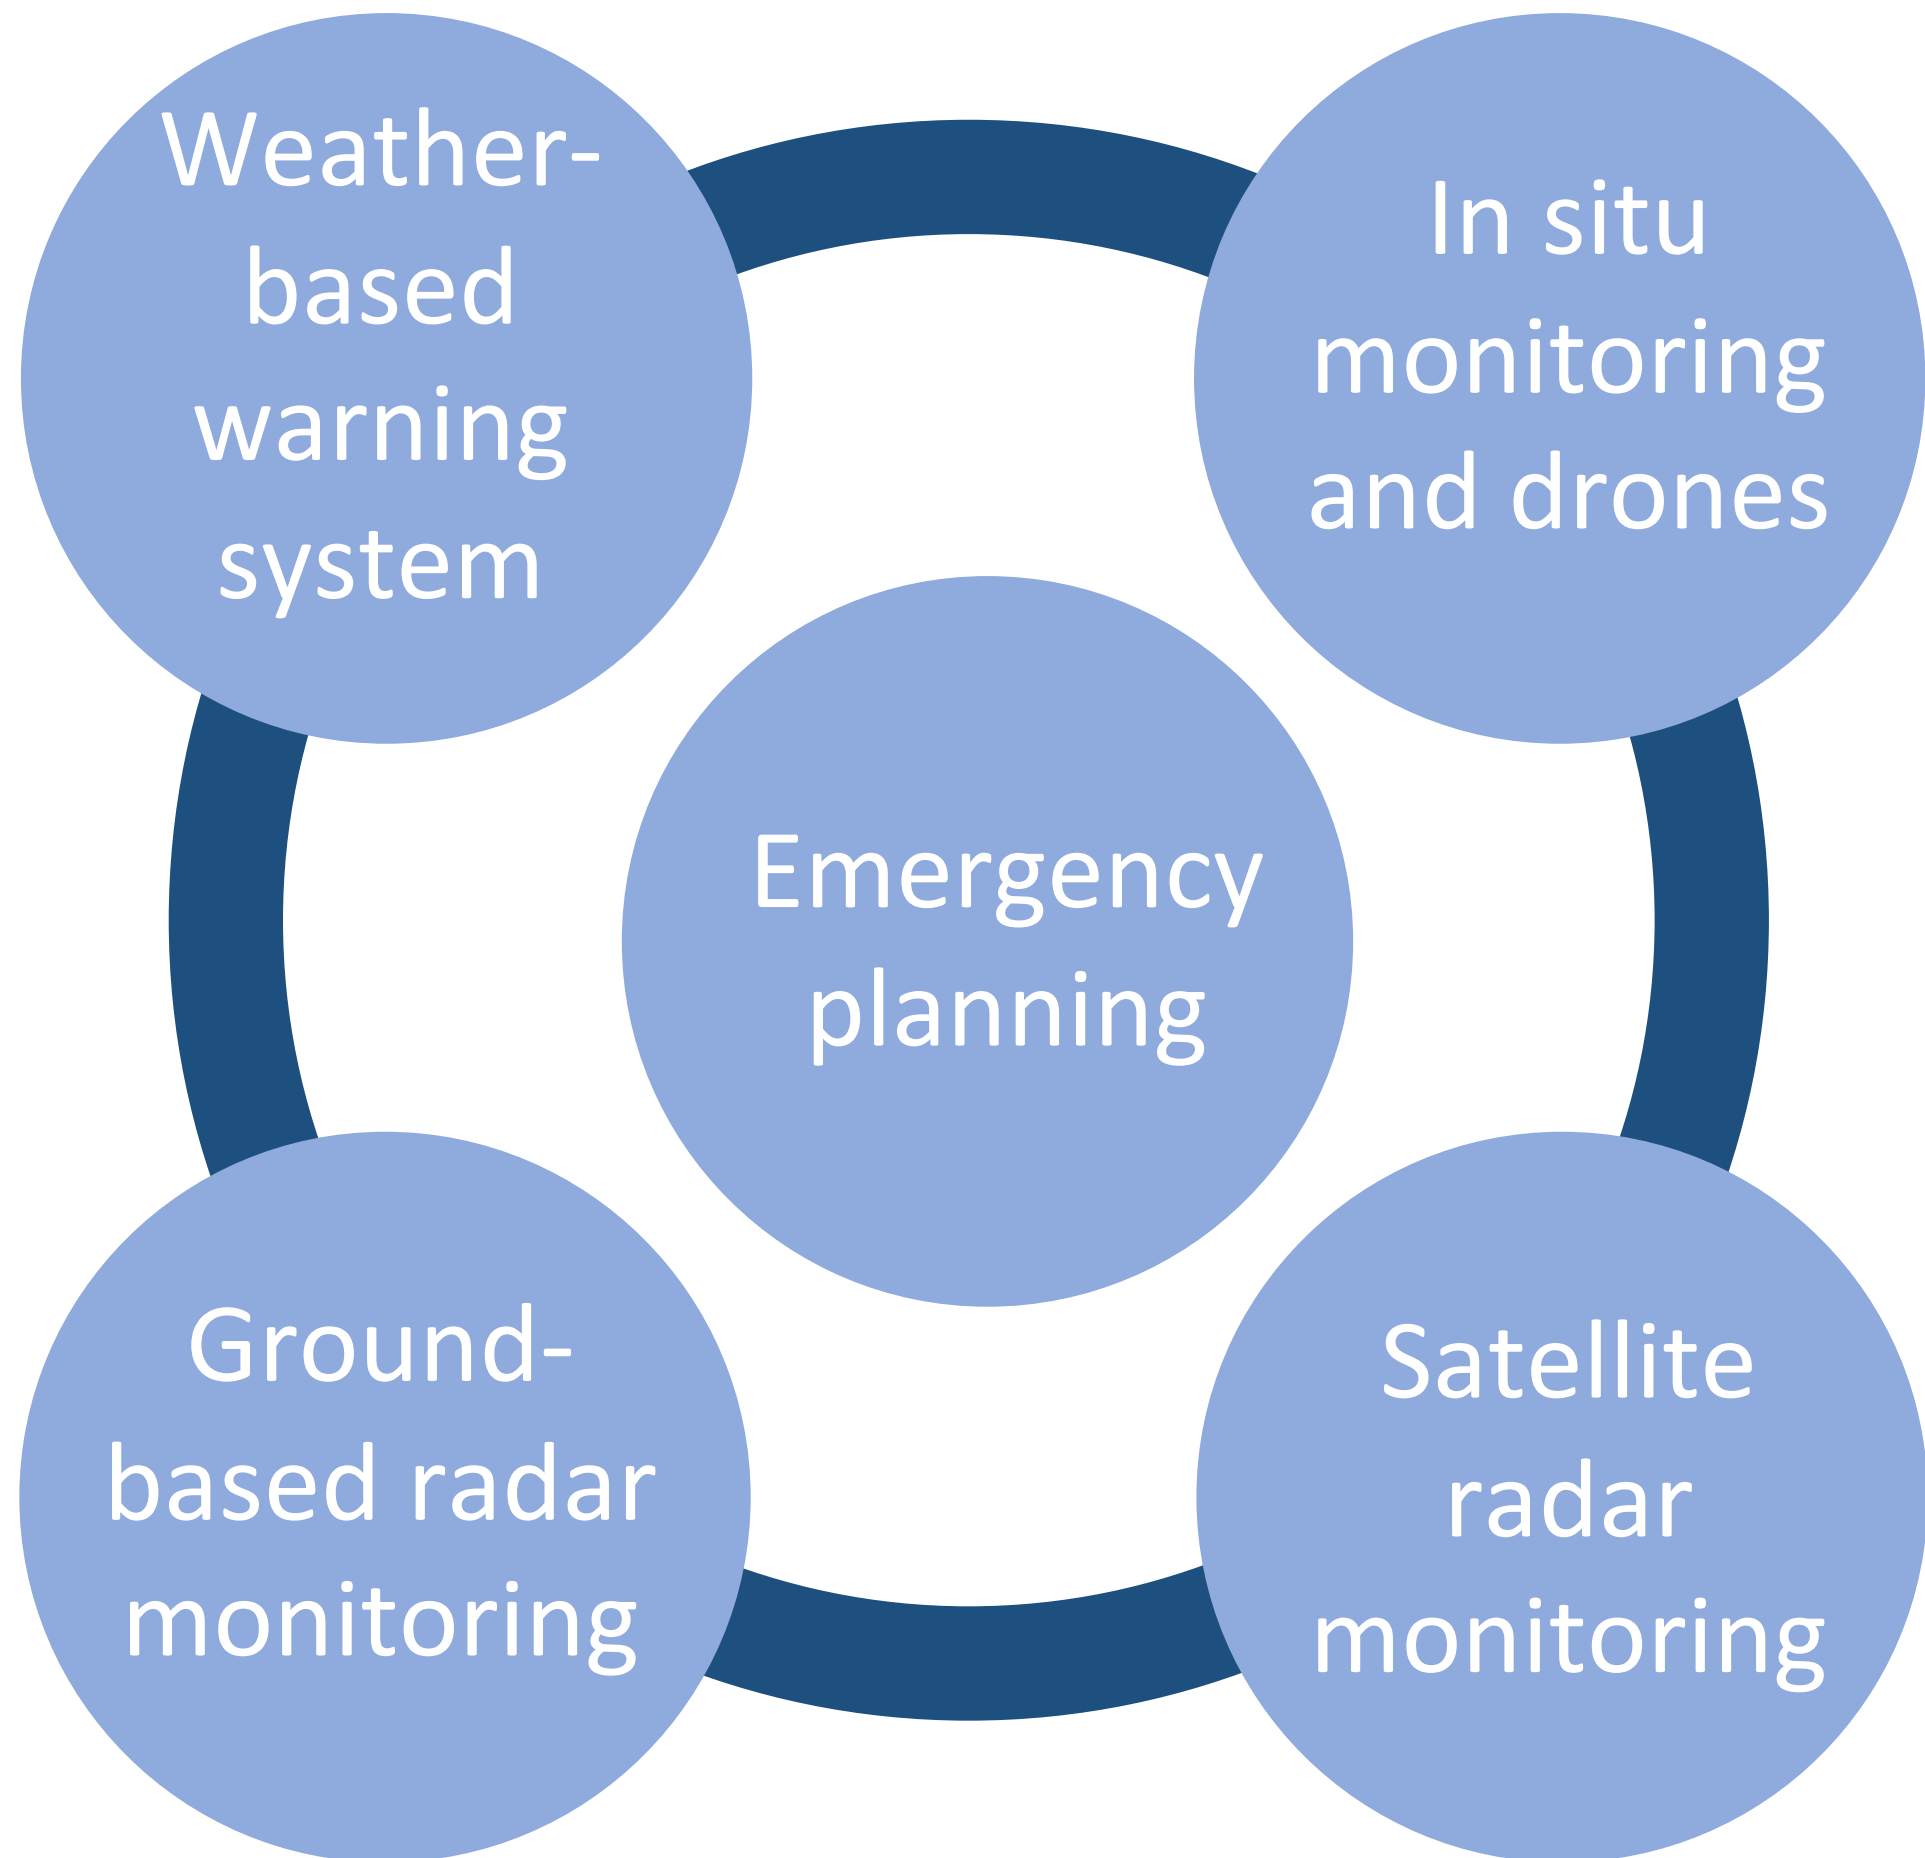 Weather-
based
warning
system
In situ
monitoring
and drones
Emergency
planning
Ground-
based radar
monitoring
Satellite
radar
monitoring